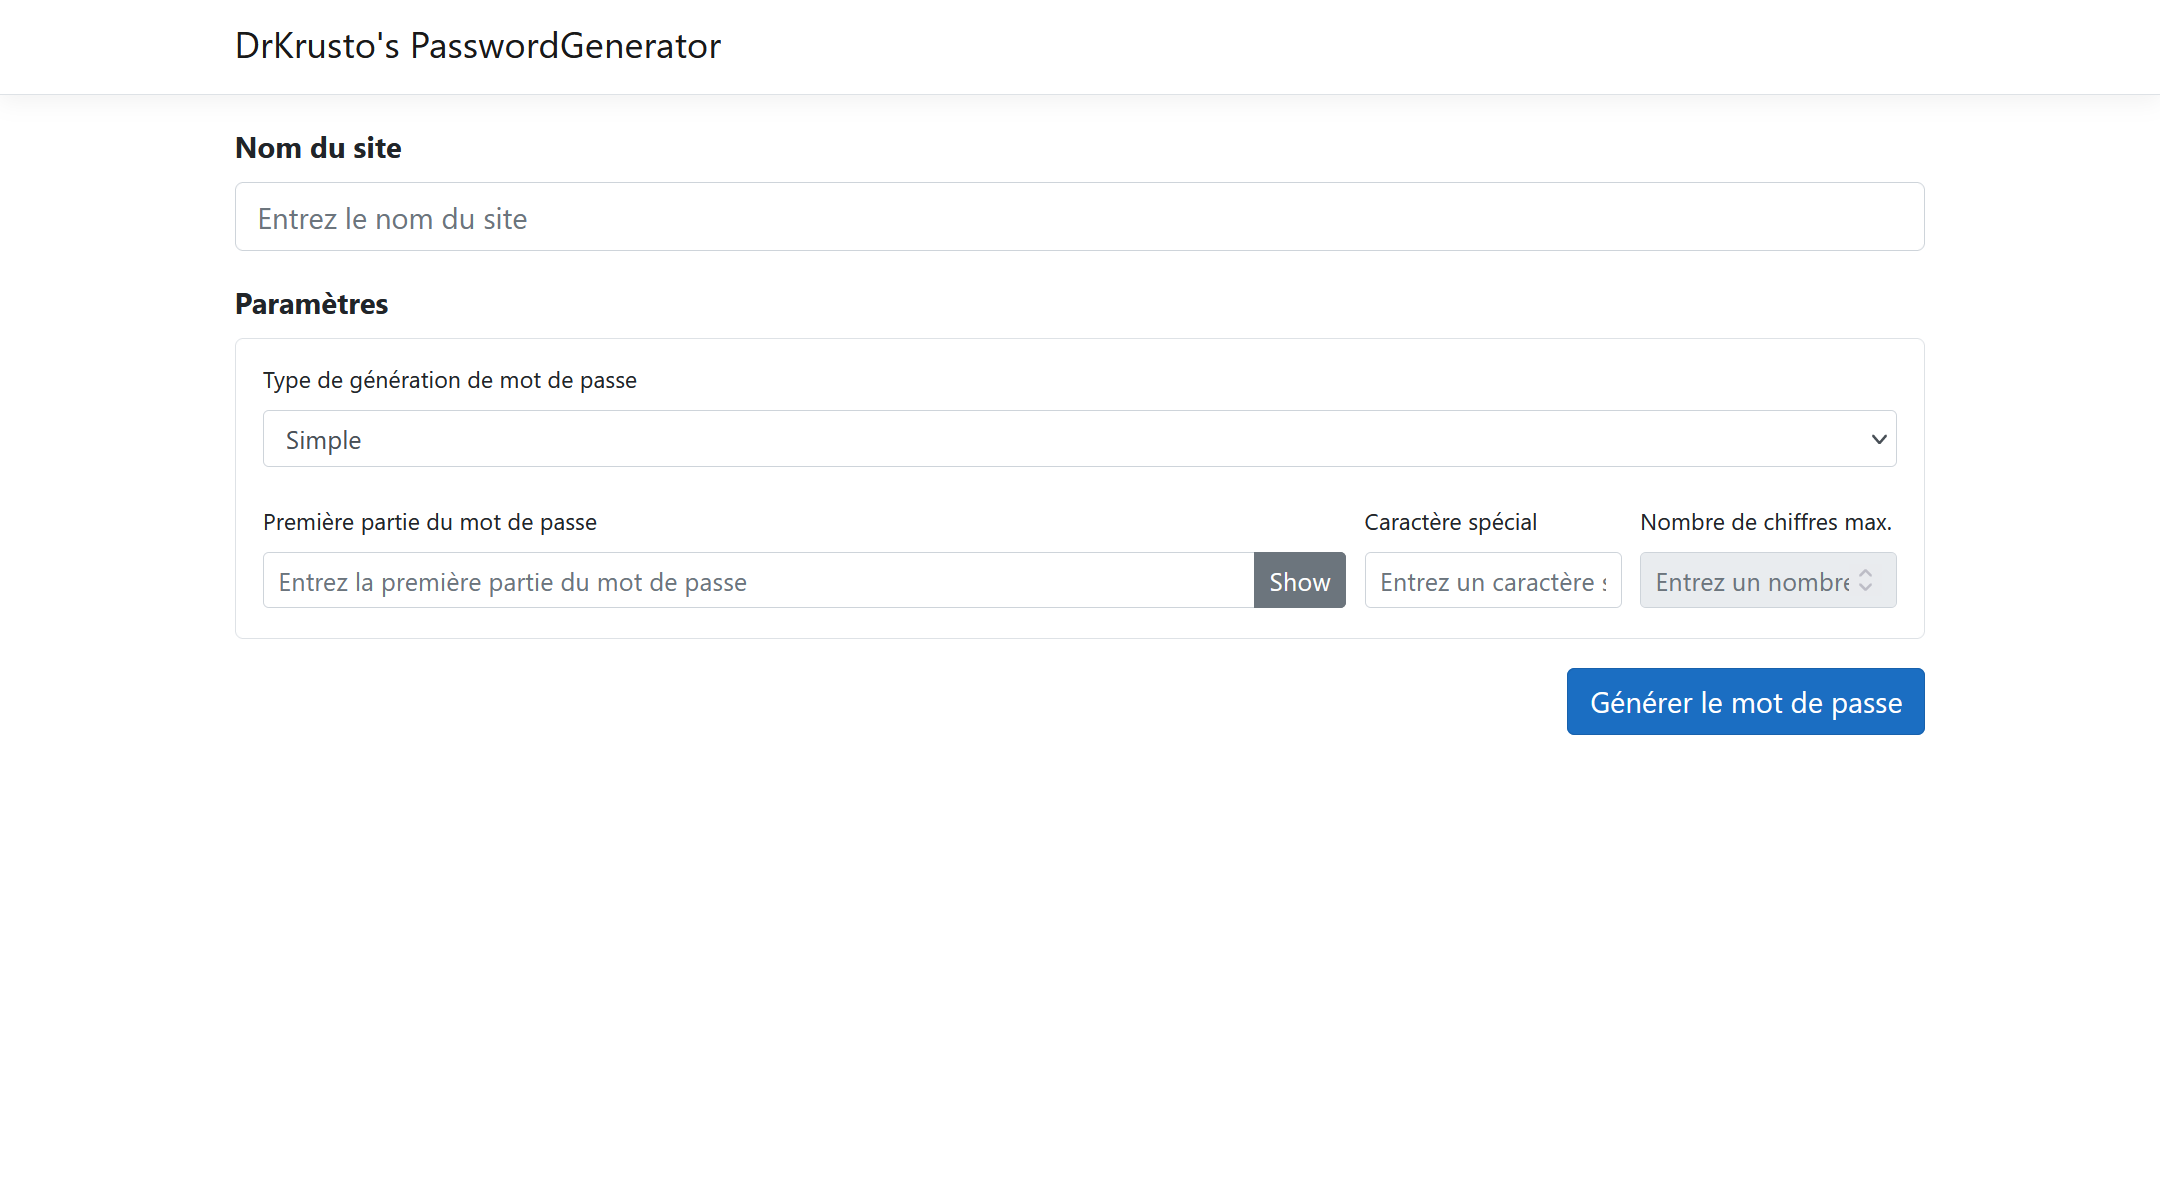 DrKrusto's PasswordGenerator
Nom du site
Entrez le nom du site
Paramètres
Type de génération de mot de passe
Simple
Première partie du mot de passe
Caractère spécial
Nombre de chiffres max.
Entrez la première partie du mot de passe
Show
Entrez un caractère
Entrez un nombre
Générer le mot de passe